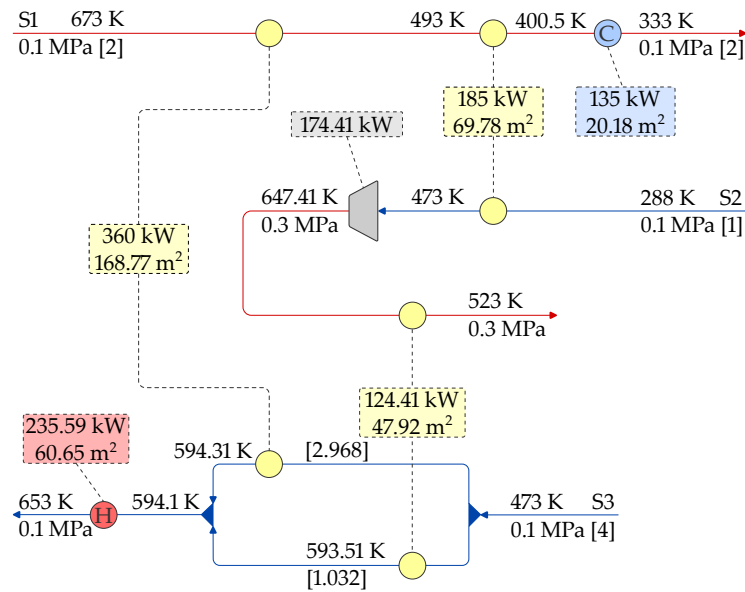 S1 673 K 493 K 400.5 K C 333 K
0.1 MPa [2] 0.1 MPa [2]
174.41 kW
185 kW
69.78 m²
135 kW
20.18 m²
647.41 K 473 K 288 K S2
0.3 MPa 0.1 MPa [1]
360 kW
168.77 m²
523 K
0.3 MPa
124.41 kW
47.92 m²
235.59 kW
60.65 m²
594.31 K [2.968]
653 K H 594.1 K 473 K S3
0.1 MPa 0.1 MPa [4]
593.51 K
[1.032]